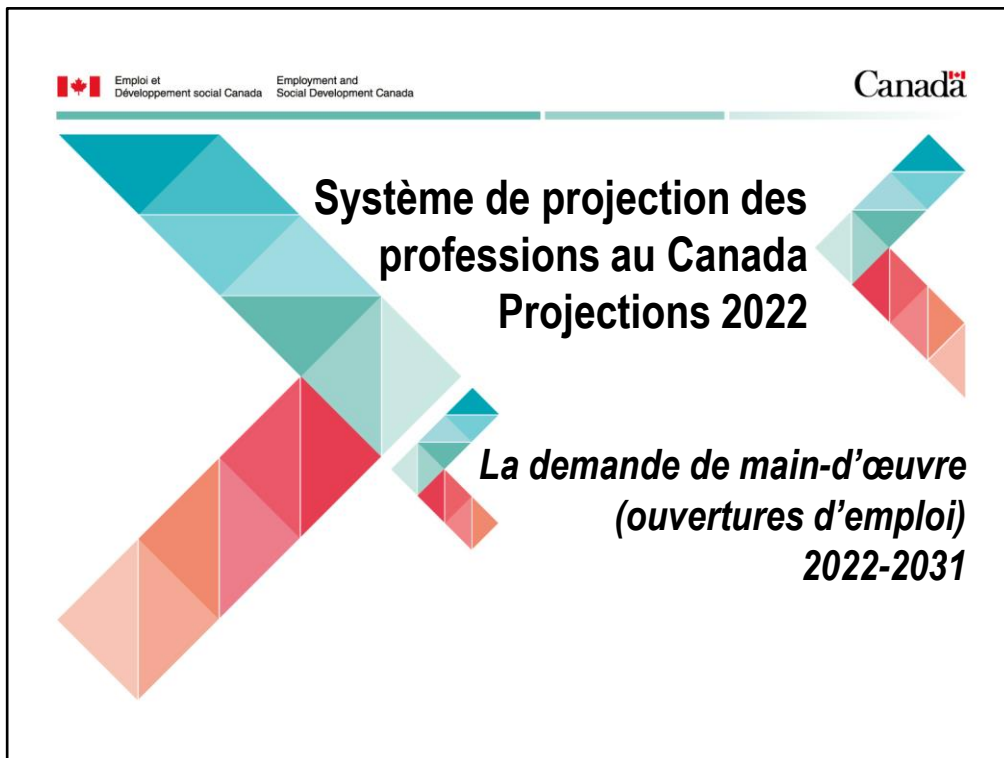 Emploi et
Développement social Canada
Employment and
Social Development Canada
Canada
Système de projection des
professions au Canada
Projections 2022
La demande de main-d’œuvre
(ouvertures d’emploi)
2022-2031